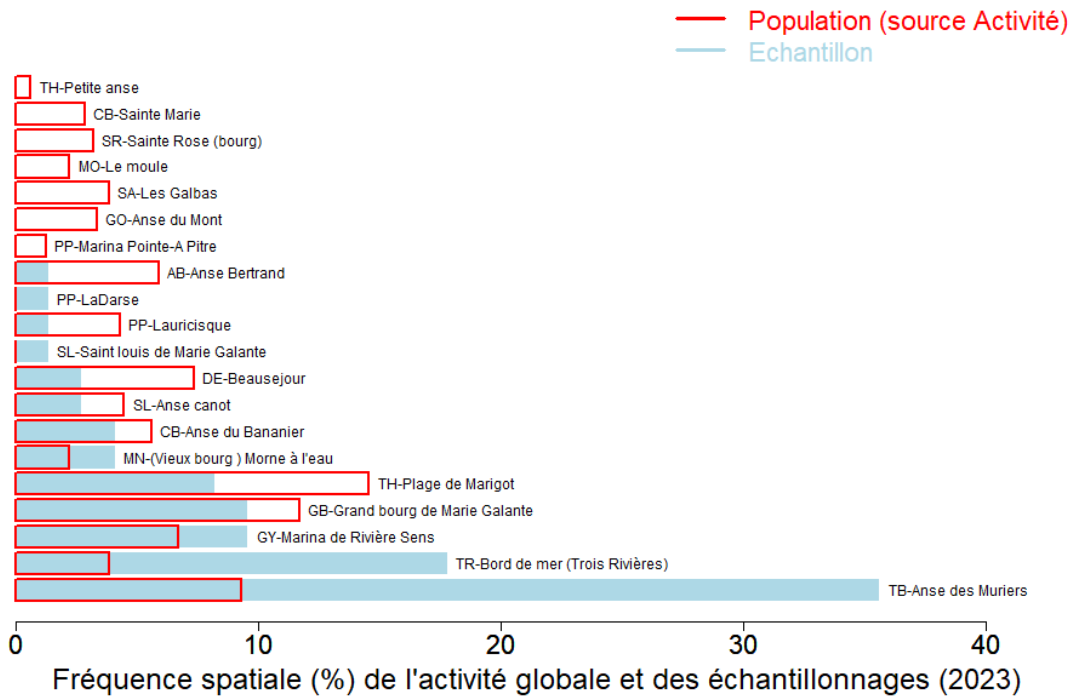 Population (source Activité)
Echantillon
TH-Petite anse
CB-Sainte Marie
SR-Sainte Rose (bourg)
MO-Le moule
SA-Les Galbas
GO-Anse du Mont
PP-Marina Pointe-A Pitre
AB-Anse Bertrand
PP-LaDarse
PP-Lauricisque
SL-Saint louis de Marie Galante
DE-Beausejour
SL-Anse canot
CB-Anse du Bananier
MN-(Vieux bourg ) Morne à l'eau
TH-Plage de Marigot
GB-Grand bourg de Marie Galante
GY-Marina de Rivière Sens
TR-Bord de mer (Trois Rivières)
TB-Anse des Muriers
0 10 20 30 40
Fréquence spatiale (%) de l'activité globale et des échantillonnages (2023)